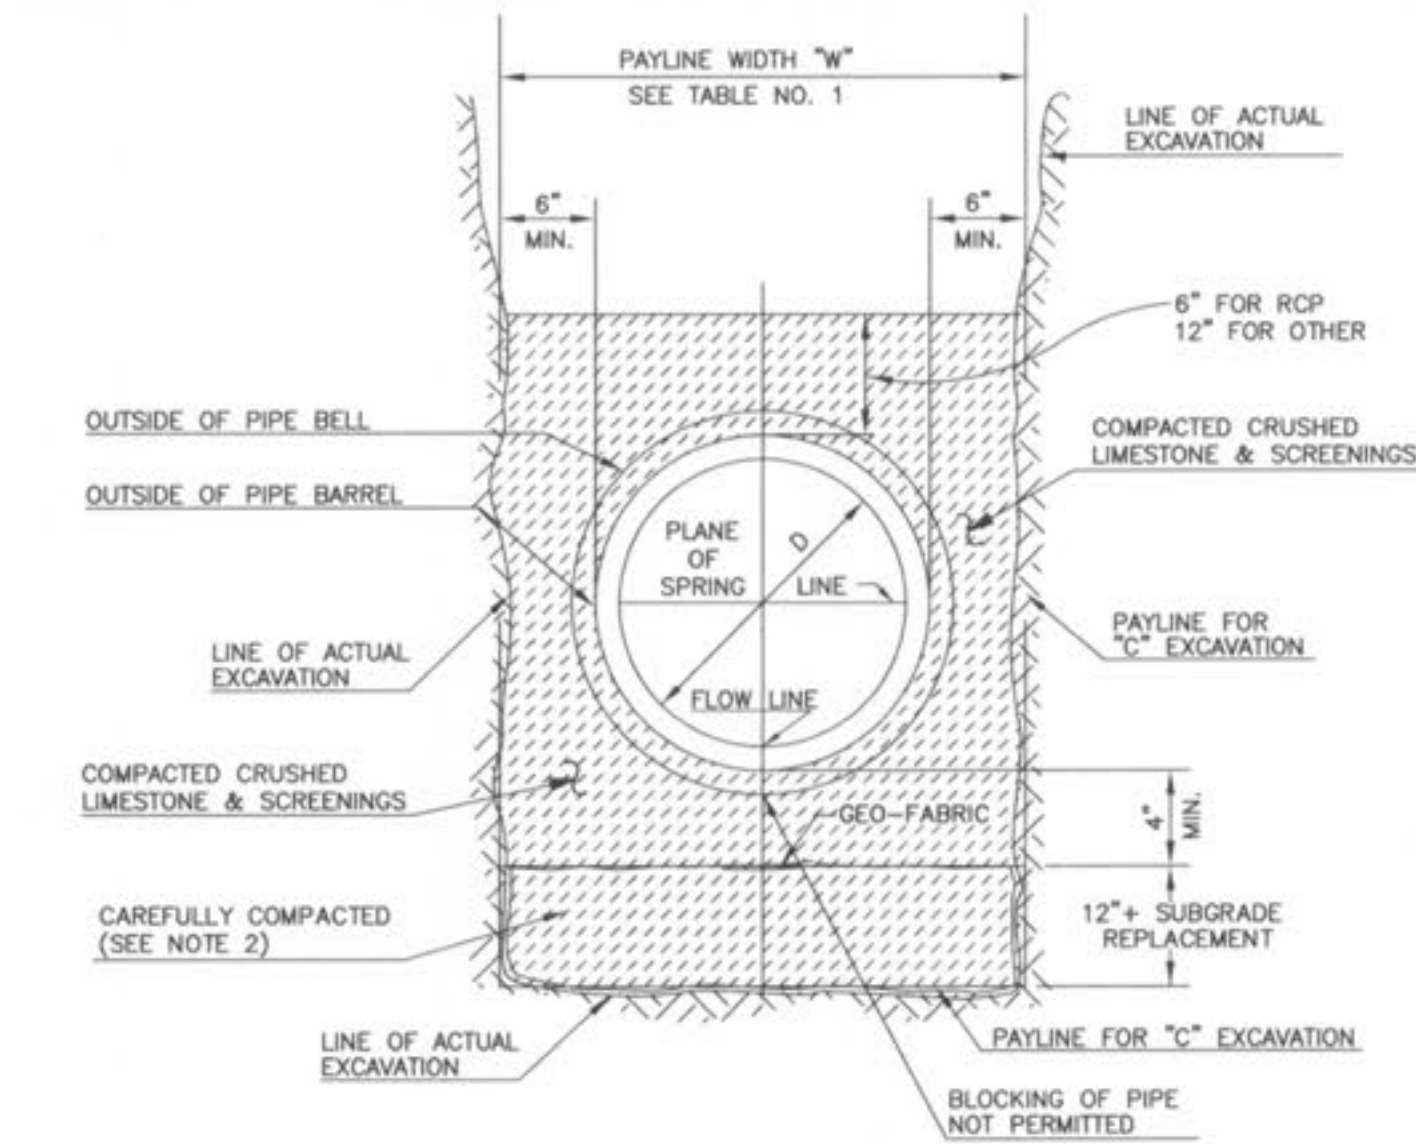 PAYLINE WIDTH "W"
SEE TABLE NO. 1
LINE OF ACTUAL
EXCAVATION
6"
MIN.
6"
MIN.
6" FOR RCP
12" FOR OTHER
OUTSIDE OF PIPE BELL
COMPACTED CRUSHED
LIMESTONE & SCREENINGS
OUTSIDE OF PIPE BARREL
PLANE
OF
SPRING
LINE
D
LINE OF ACTUAL
EXCAVATION
PAYLINE FOR
"C" EXCAVATION
FLOW LINE
COMPACTED CRUSHED
LIMESTONE & SCREENINGS
GEO-FABRIC
4"
MIN.
CAREFULLY COMPACTED
(SEE NOTE 2)
12"+ SUBGRADE
REPLACEMENT
LINE OF ACTUAL
EXCAVATION
PAYLINE FOR "C" EXCAVATION
BLOCKING OF PIPE
NOT PERMITTED